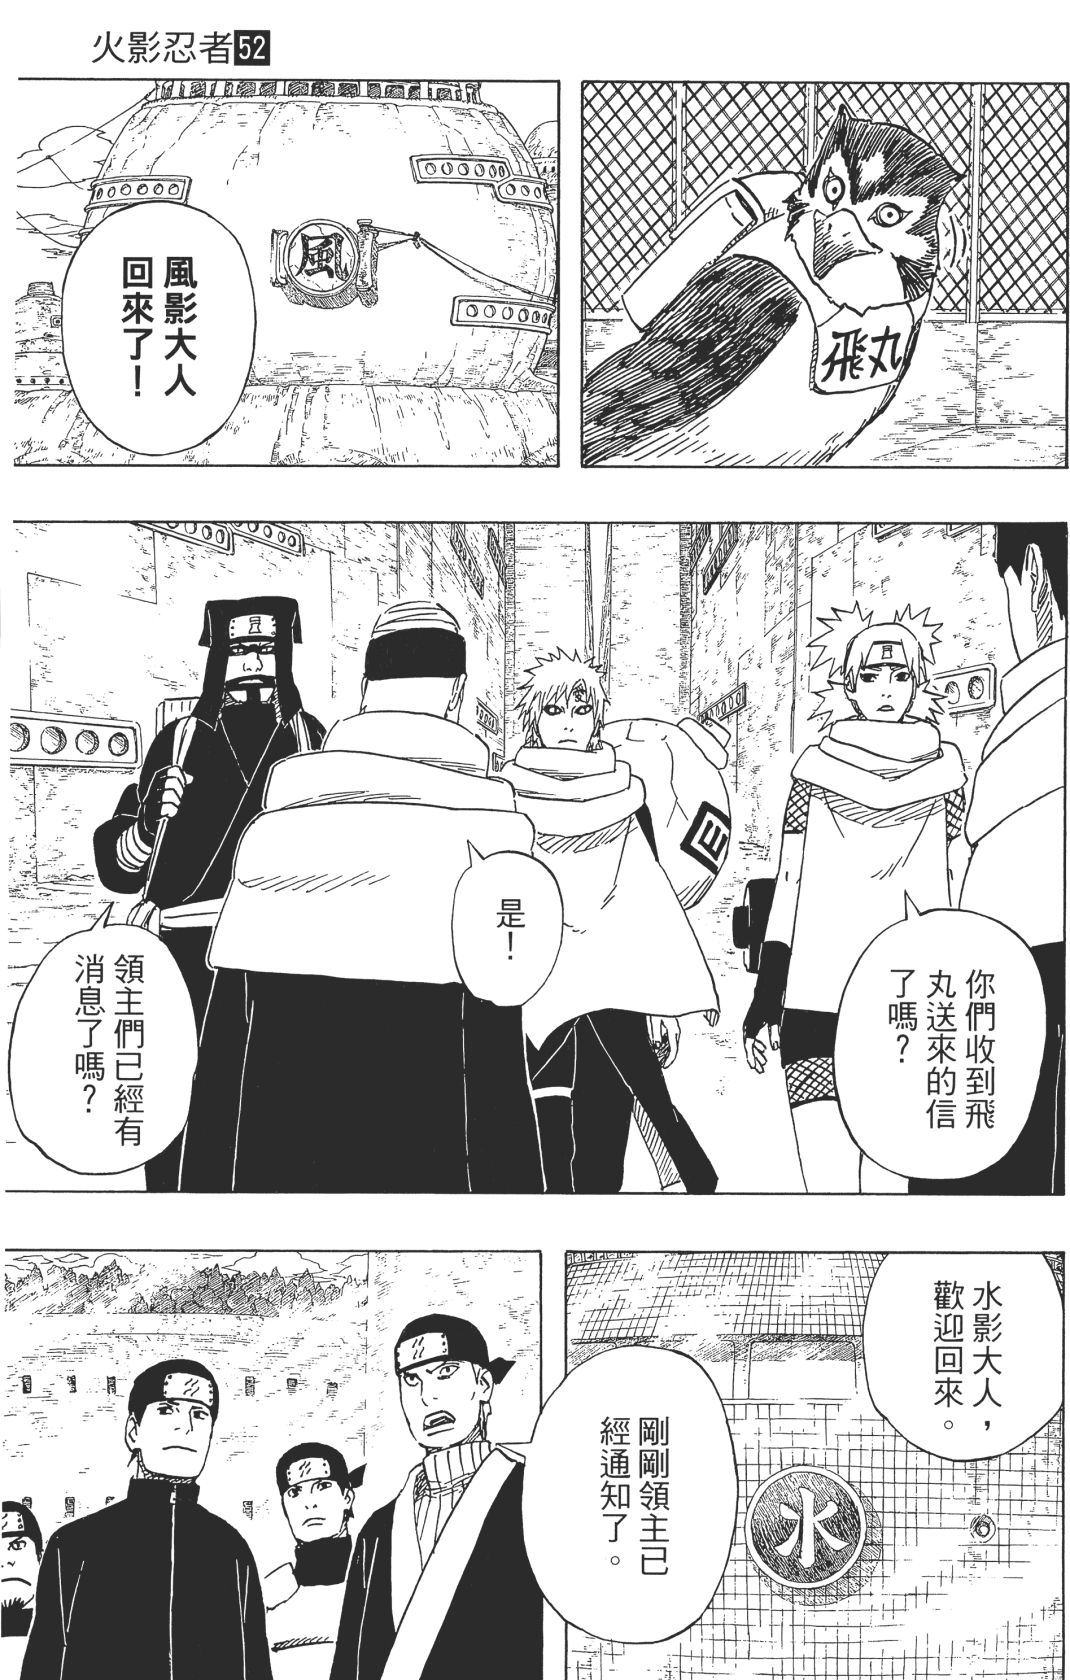 火影忍者52
飛丸
風
風影大人
回來了！
你們收到飛
丸送來的信
了嗎？
是！
領主們已經有
消息了嗎？
水影大人，
歡迎回來。
水
剛剛領主已
經通知了。